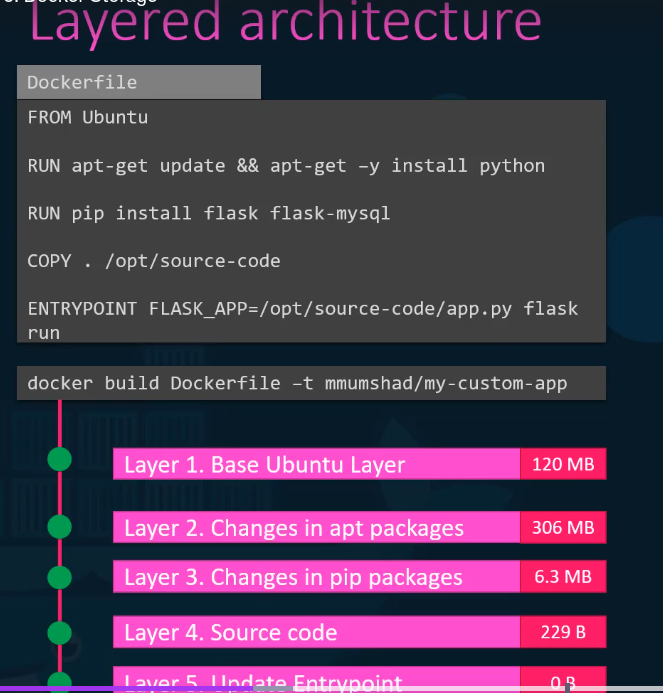 3. Docker Storage
Layered architecture
Dockerfile
FROM Ubuntu
RUN apt-get update && apt-get –y install python
RUN pip install flask flask-mysql
COPY . /opt/source-code
ENTRYPOINT FLASK_APP=/opt/source-code/app.py flask
run
docker build Dockerfile –t mmumshad/my-custom-app
Layer 1. Base Ubuntu Layer 120 MB
Layer 2. Changes in apt packages 306 MB
Layer 3. Changes in pip packages 6.3 MB
Layer 4. Source code 229 B
Layer 5. Update Entrypoint 0 B